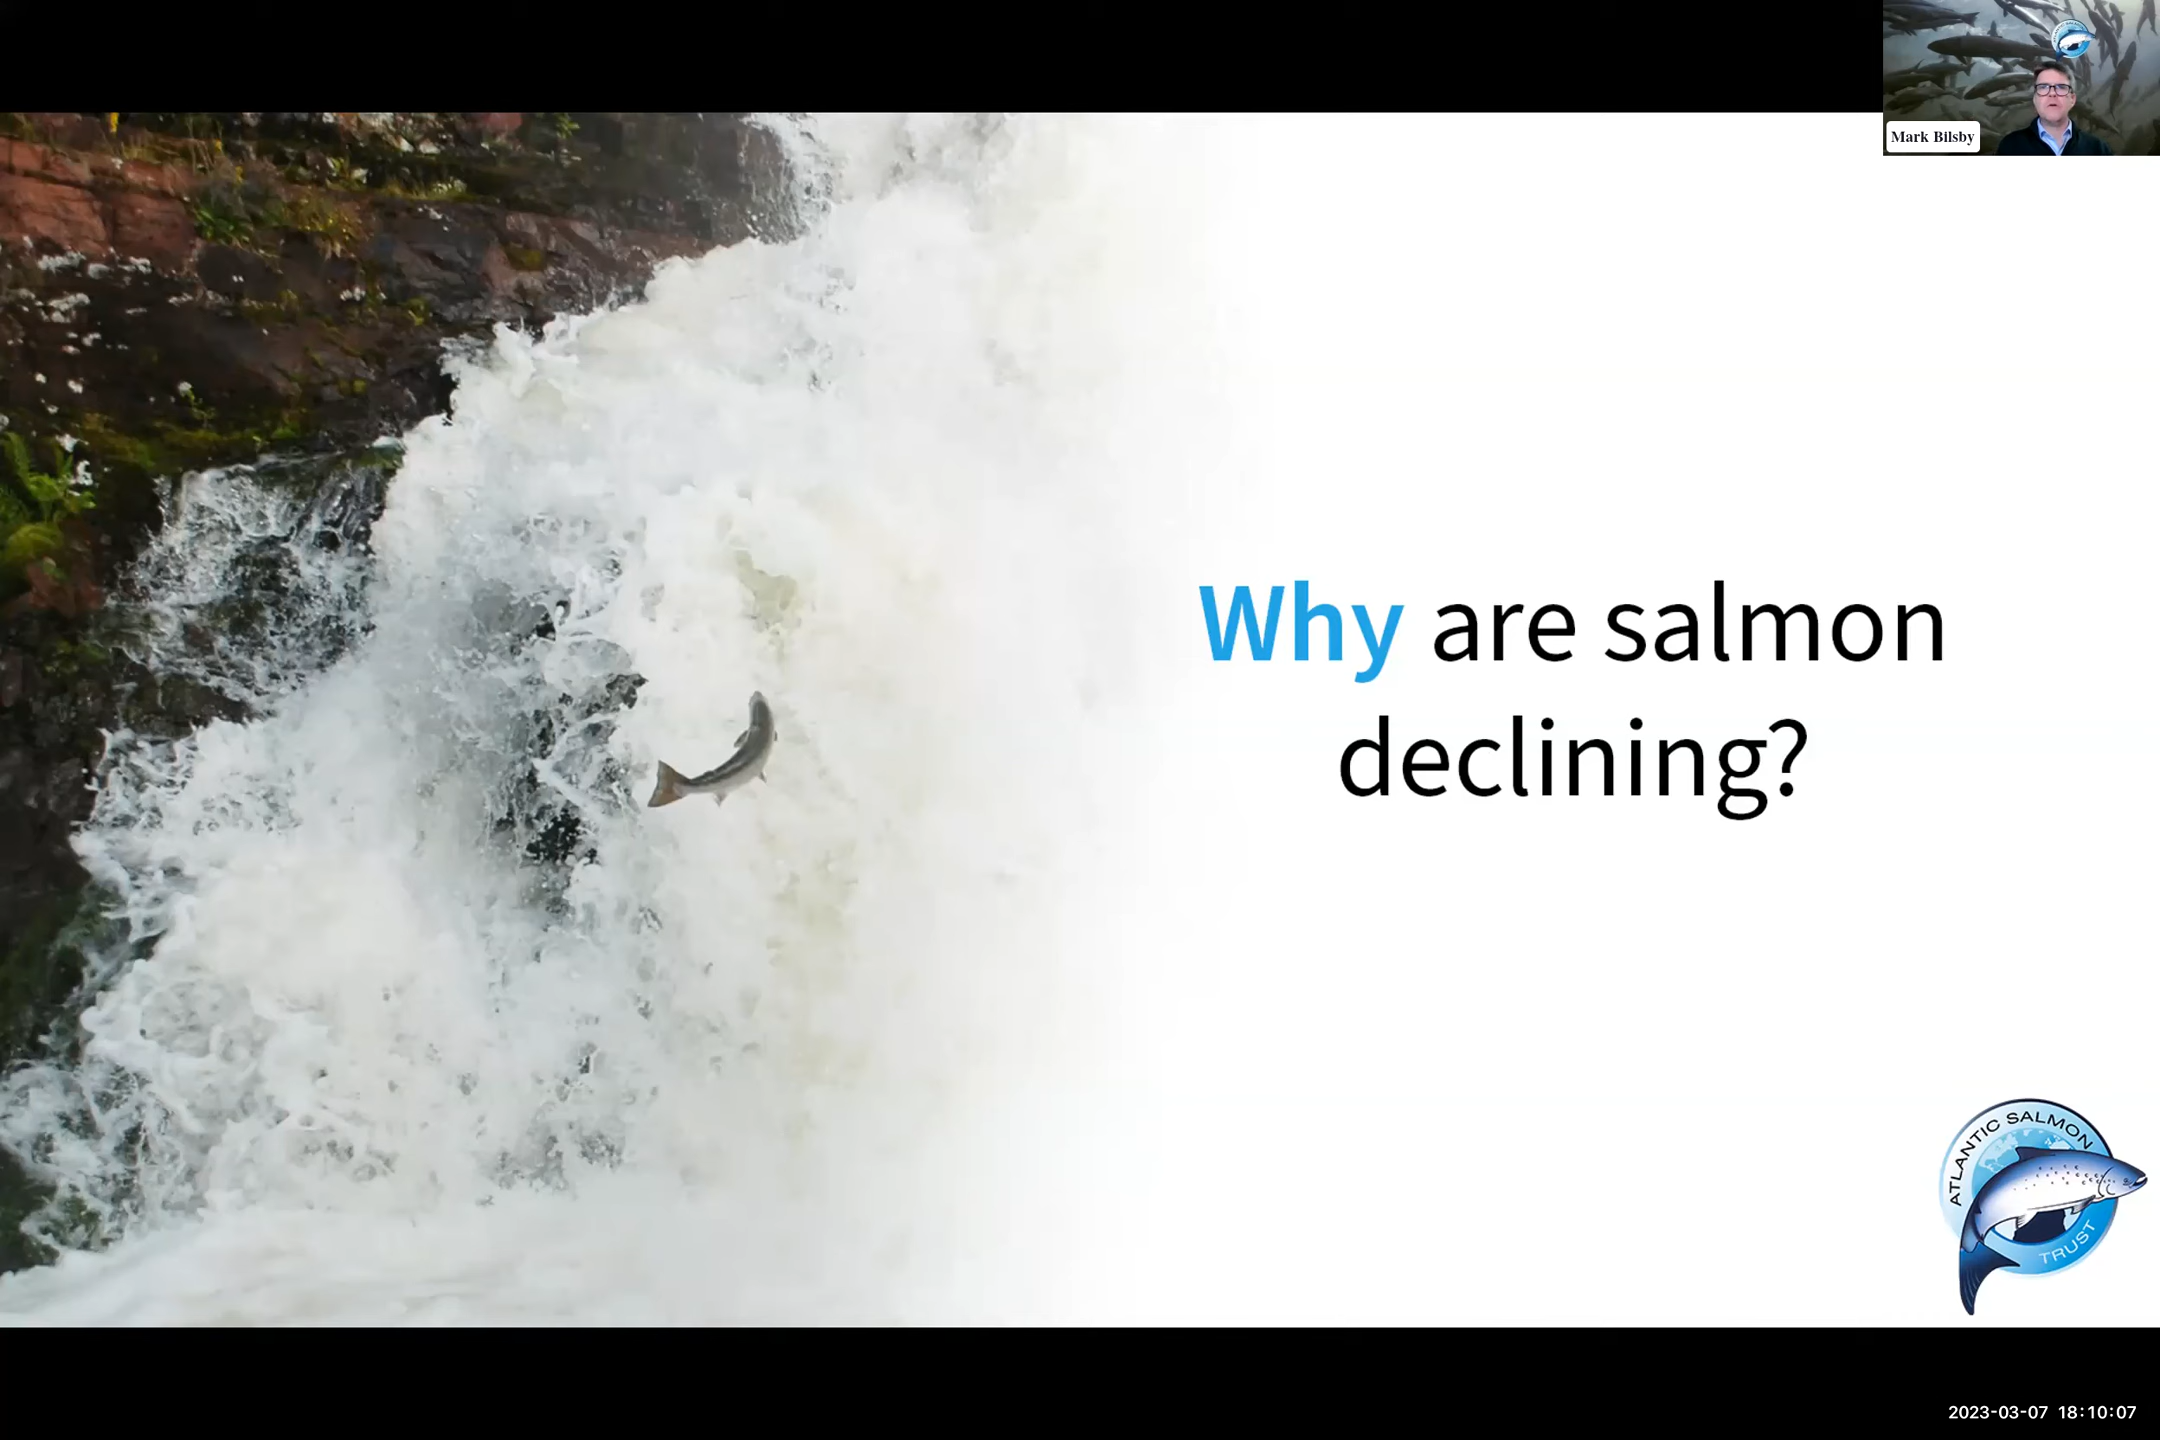 Mark Bilsby
Why are salmon
declining?
ATLANTIC SALMON
TRUST
2023-03-07 18:10:07